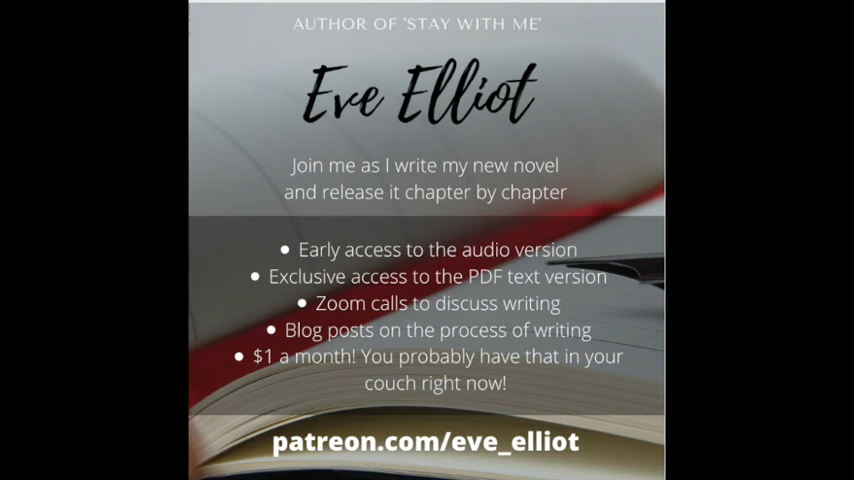 AUTHOR OF 'STAY WITH ME'
Eve Elliot
Join me as I write my new novel
and release it chapter by chapter
• Early access to the audio version
• Exclusive access to the PDF text version
• Zoom calls to discuss writing
• Blog posts on the process of writing
• $1 a month! You probably have that in your
couch right now!
patreon.com/eve_elliot